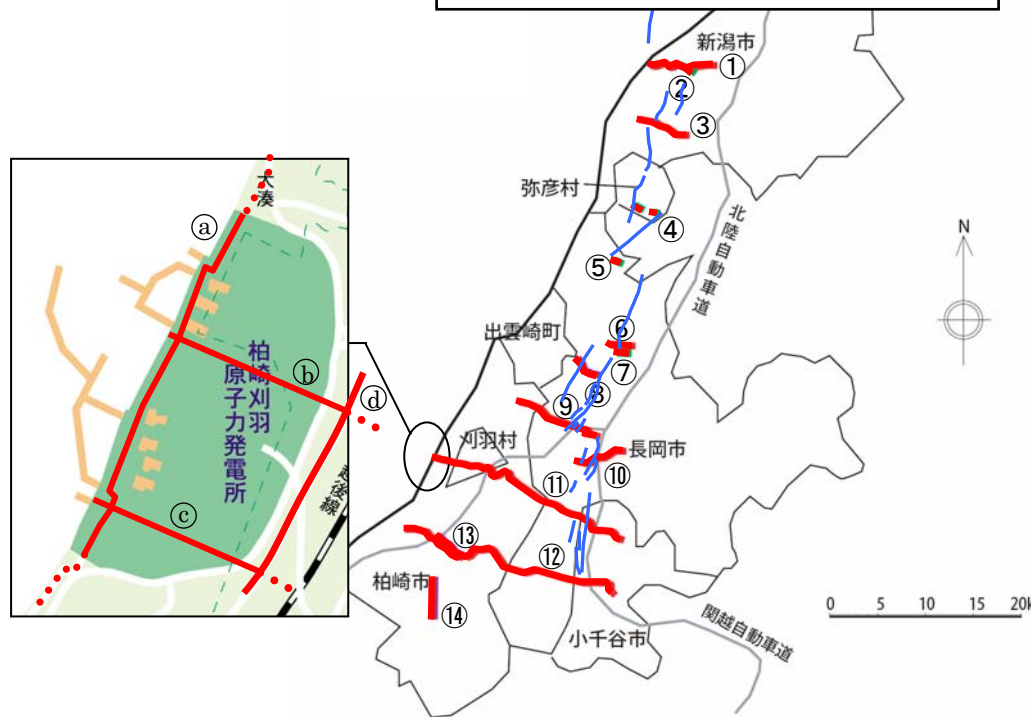 新潟市
①
②
③
弥彦村
④
⑤
北陸自動車道
N
出雲崎町
⑥
⑦
⑧
⑨
刈羽村
長岡市
⑩
⑪
⑫
⑬
柏崎市
⑭
小千谷市
関越自動車道
0 5 10 15 20k
大湊
ⓐ
柏崎刈羽
原子力発電所
ⓑ
ⓓ
ⓒ
越後線